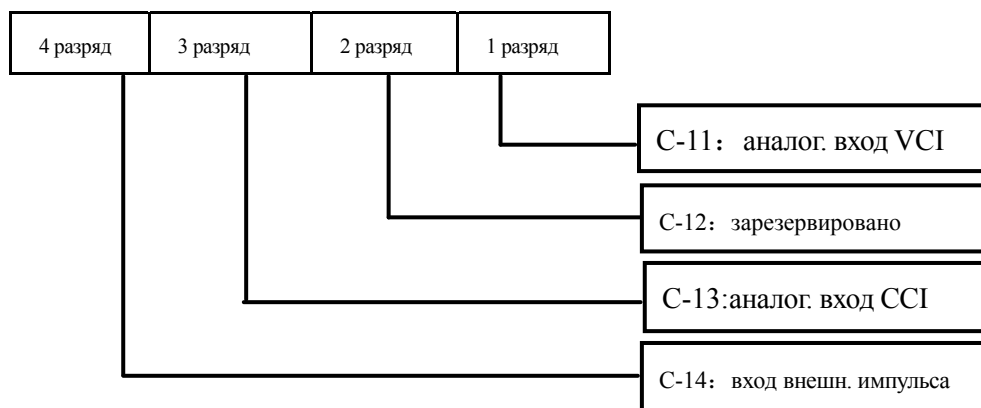 4 разряд 3 разряд 2 разряд 1 разряд
C-11：аналог. вход VCI
C-12：зарезервировано
C-13:аналог. вход CCI
C-14：вход внешн. импульса